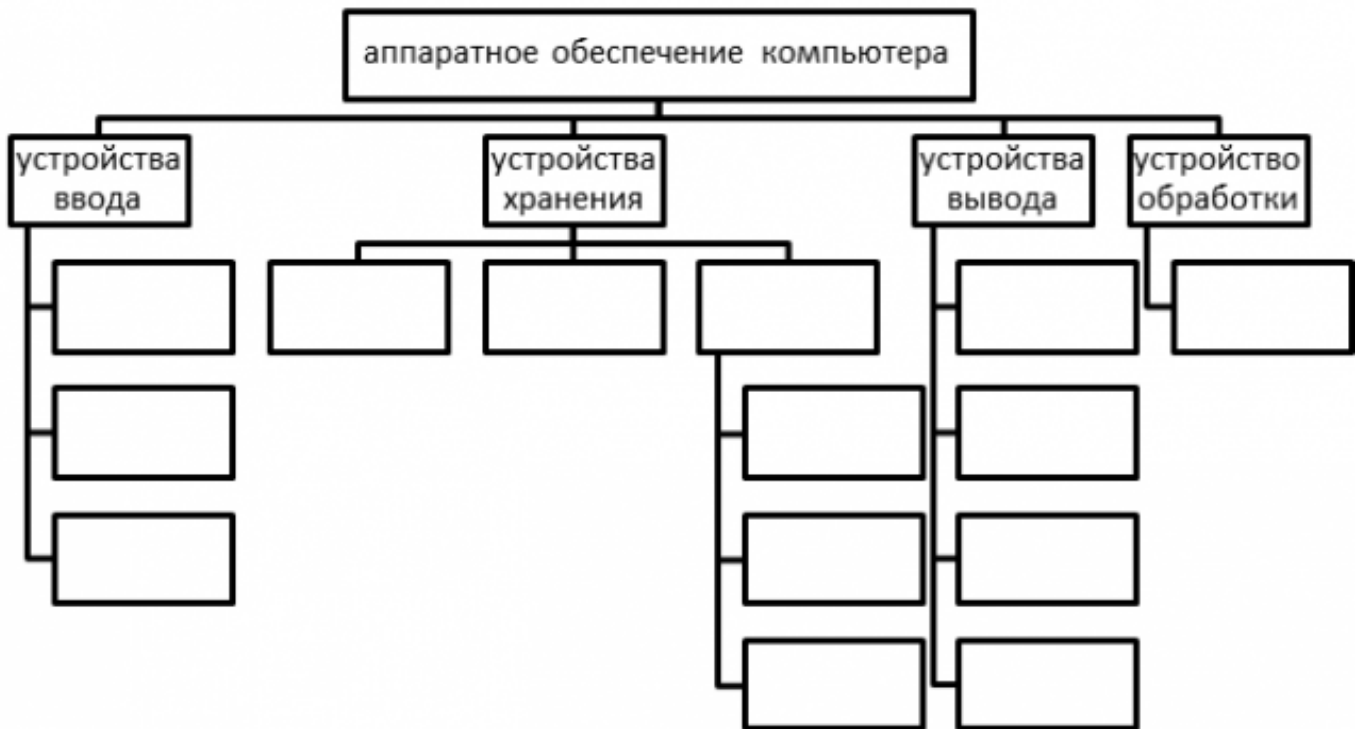 аппаратное обеспечение компьютера
устройства
ввода
устройства
хранения
устройства
вывода
устройство
обработки